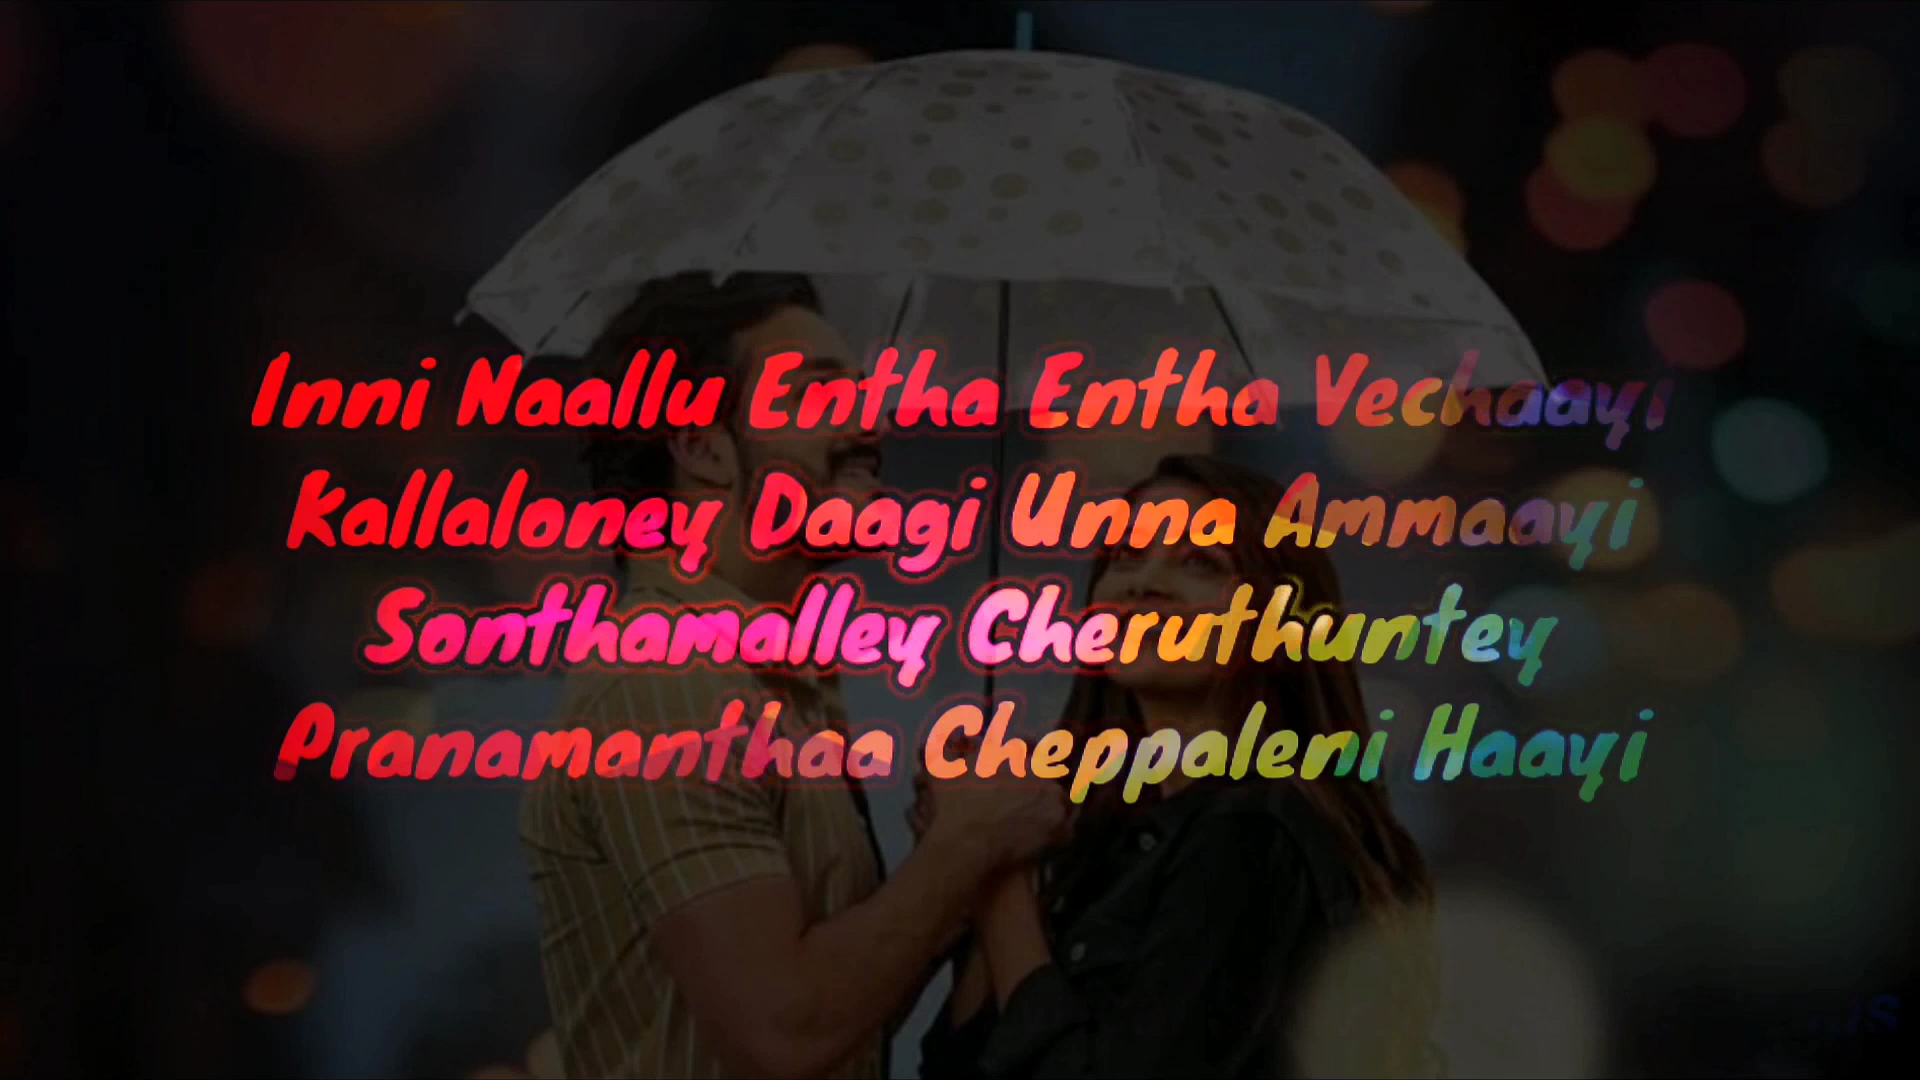 Inni Naallu Entha Entha Vechaayi
Kallaloney Daagi Unna Ammaayi
Sonthamalley Cheruthuntey
Pranamanthaa Cheppaleni Haayi